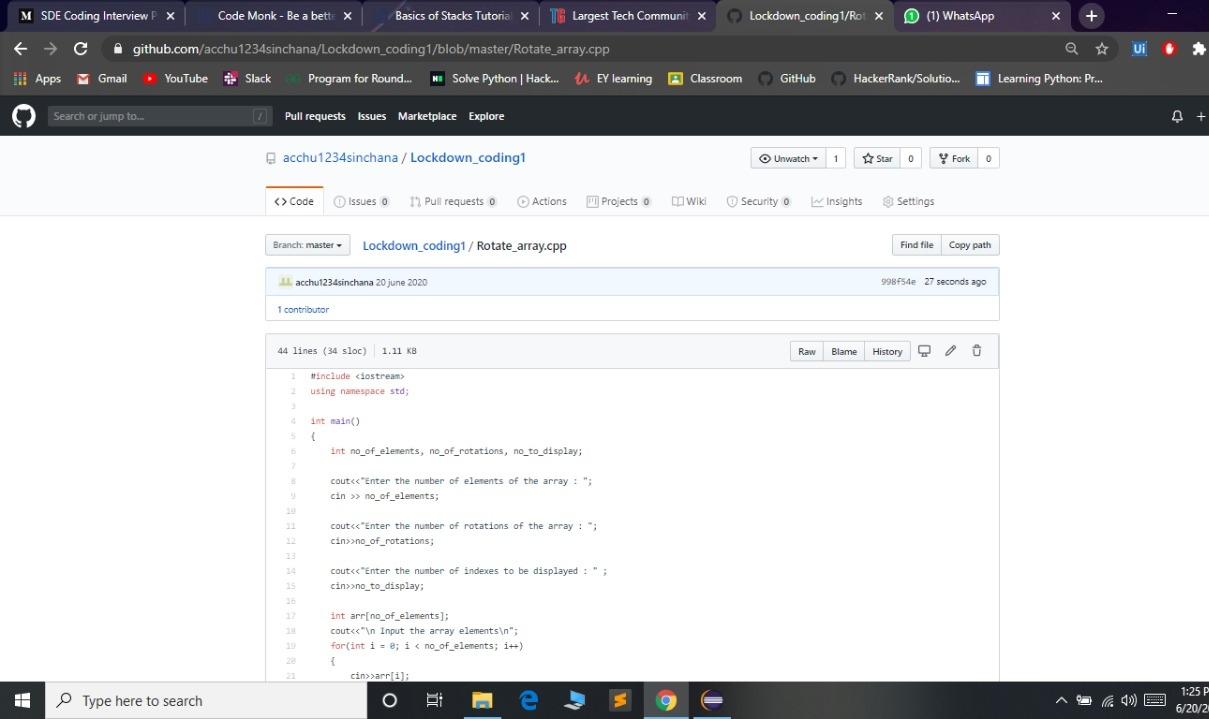 SDE Coding Interview P
Code Monk - Be a bette
Basics of Stacks Tutorial
Largest Tech Communit
Lockdown_coding1/Rot
(1) WhatsApp
github.com/acchu1234sinchana/Lockdown_coding1/blob/master/Rotate_array.cpp
Apps Gmail YouTube Slack Program for Round... Solve Python | Hack... EY learning Classroom GitHub HackerRank/Solutio... Learning Python: Pr...
Search or jump to... / Pull requests Issues Marketplace Explore
acchu1234sinchana / Lockdown_coding1
Unwatch 1 Star 0 Fork 0
<> Code Issues 0 Pull requests 0 Actions Projects 0 Wiki Security 0 Insights Settings
Branch: master Lockdown_coding1 / Rotate_array.cpp Find file Copy path
acchu1234sinchana 20 june 2020 998f54e 27 seconds ago
1 contributor
44 lines (34 sloc) 1.11 KB Raw Blame History
1 #include <iostream>
2 using namespace std;
3
4 int main()
5 {
6 int no_of_elements, no_of_rotations, no_to_display;
7
8 cout<<"Enter the number of elements of the array : ";
9 cin >> no_of_elements;
10
11 cout<<"Enter the number of rotations of the array : ";
12 cin>>no_of_rotations;
13
14 cout<<"Enter the number of indexes to be displayed : " ;
15 cin>>no_to_display;
16
17 int arr[no_of_elements];
18 cout<<"\n Input the array elements\n";
19 for(int i = 0; i < no_of_elements; i++)
20 {
21 cin>>arr[i];
Type here to search
1:25 P
6/20/2